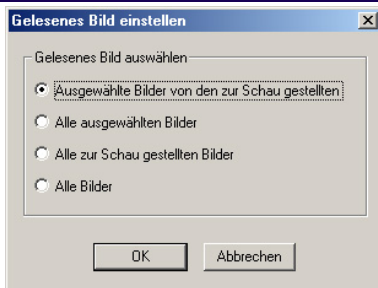 Gelesenes Bild einstellen
Gelesenes Bild auswählen
Ausgewählte Bilder von den zur Schau gestellten
Alle ausgewählten Bilder
Alle zur Schau gestellten Bilder
Alle Bilder
OK Abbrechen